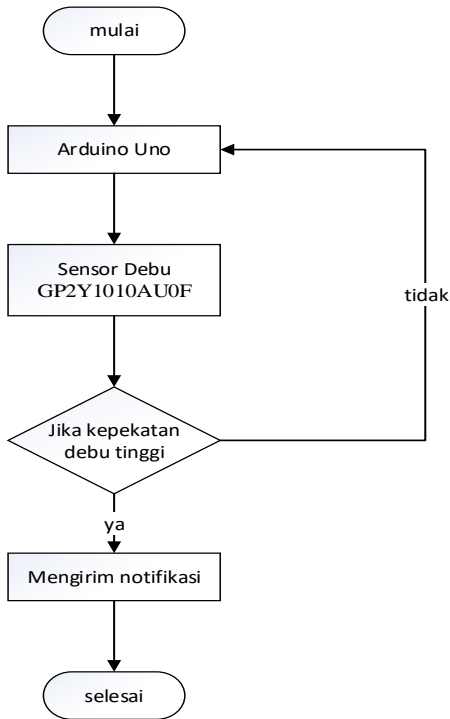 mulai
Arduino Uno
Sensor Debu
GP2Y1010AU0F
tidak
Jika kepekatan
debu tinggi
ya
Mengirim notifikasi
selesai